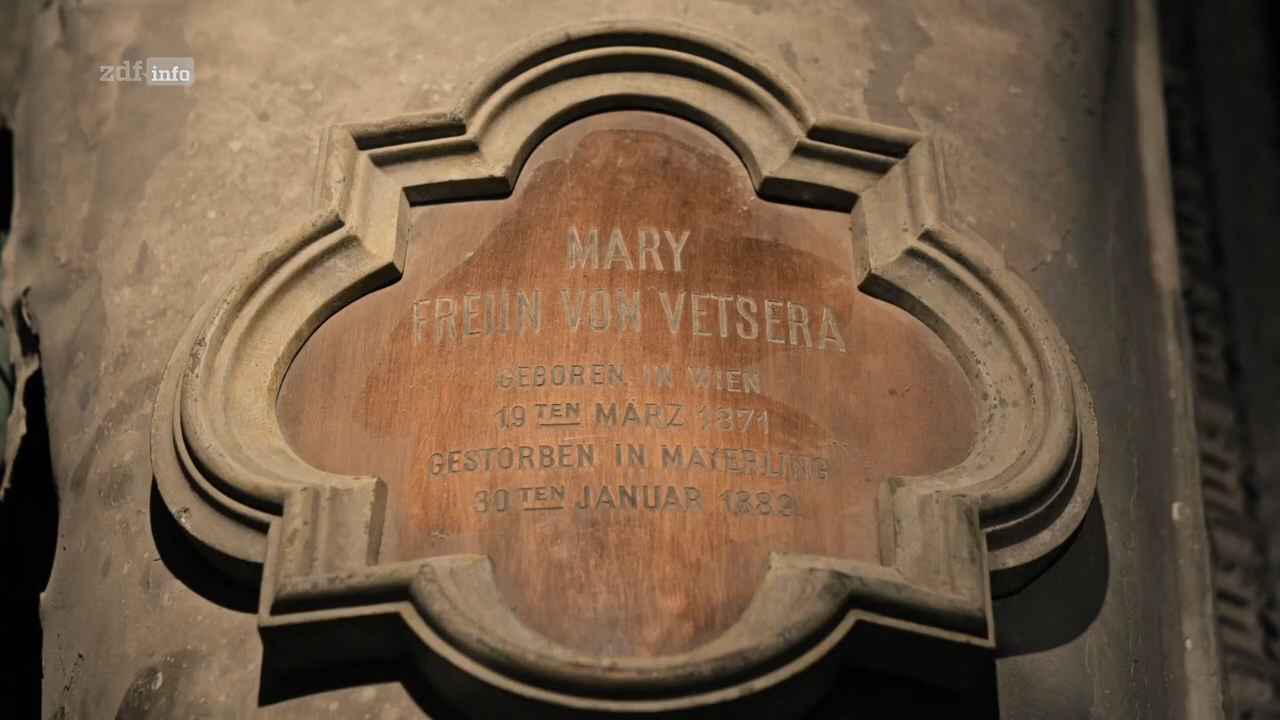 zdf info
MARY
FREIIN VON VETSERA
GEBOREN IN WIEN
19 TEN MÄRZ 1871
GESTORBEN IN MAYERLING
30 TEN JANUAR 1889.